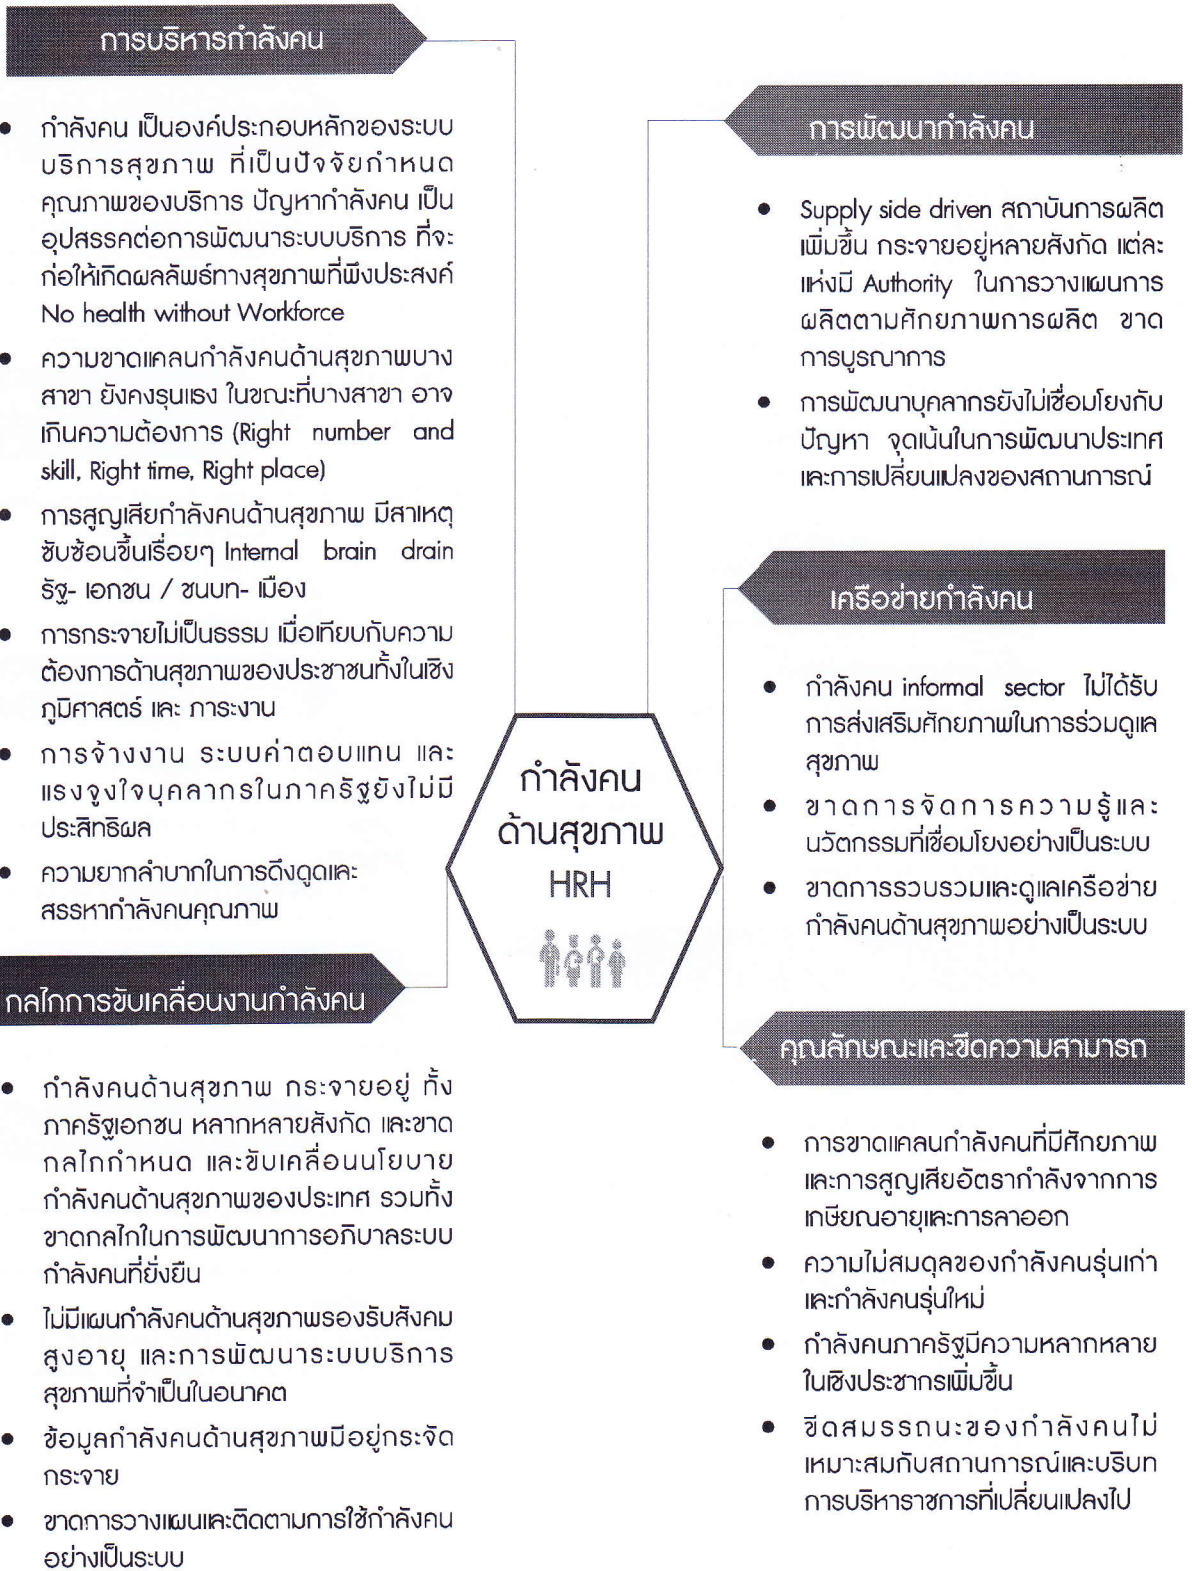 การบริหารกำลังคน
• กำลังคน เป็นองค์ประกอบหลักของระบบ
บริการสุขภาพ ที่เป็นปัจจัยกำหนด
คุณภาพของบริการ ปัญหากำลังคน เป็น
อุปสรรคต่อการพัฒนาระบบบริการ ที่จะ
ก่อให้เกิดผลลัพธ์ทางสุขภาพที่พึงประสงค์
No health without Workforce
• ความขาดแคลนกำลังคนด้านสุขภาพบาง
สาขา ยังคงรุนแรง ในขณะที่บางสาขา อาจ
เกินความต้องการ (Right number and
skill, Right time, Right place)
• การสูญเสียกำลังคนด้านสุขภาพ มีสาเหตุ
ซับซ้อนขึ้นเรื่อยๆ Internal brain drain
รัฐ- เอกชน / ชนบท- เมือง
• การกระจายไม่เป็นธรรม เมื่อเทียบกับความ
ต้องการด้านสุขภาพของประชาชนทั้งในเชิง
ภูมิศาสตร์ และ ภาระงาน
• การจ้างงาน ระบบค่าตอบแทน และ
แรงจูงใจบุคลากรในภาครัฐยังไม่มี
ประสิทธิผล
• ความยากลำบากในการดึงดูดและ
สรรหากำลังคนคุณภาพ
กลไกการขับเคลื่อนงานกำลังคน
• กำลังคนด้านสุขภาพ กระจายอยู่ ทั้ง
ภาครัฐเอกชน หลากหลายสังกัด และขาด
กลไกกำหนด และขับเคลื่อนนโยบาย
กำลังคนด้านสุขภาพของประเทศ รวมทั้ง
ขาดกลไกในการพัฒนาการอภิบาลระบบ
กำลังคนที่ยั่งยืน
• ไม่มีแผนกำลังคนด้านสุขภาพรองรับสังคม
สูงอายุ และการพัฒนาระบบบริการ
สุขภาพที่จำเป็นในอนาคต
• ข้อมูลกำลังคนด้านสุขภาพมีอยู่กระจัด
กระจาย
• ขาดการวางแผนและติดตามการใช้กำลังคน
อย่างเป็นระบบ
กำลังคน
ด้านสุขภาพ
HRH
การพัฒนากำลังคน
• Supply side driven สถาบันการผลิต
เพิ่มขึ้น กระจายอยู่หลายสังกัด แต่ละ
แห่งมี Authority ในการวางแผนการ
ผลิตตามศักยภาพการผลิต ขาด
การบูรณาการ
• การพัฒนาบุคลากรยังไม่เชื่อมโยงกับ
ปัญหา จุดเน้นในการพัฒนาประเทศ
และการเปลี่ยนแปลงของสถานการณ์
เครือข่ายกำลังคน
• กำลังคน informal sector ไม่ได้รับ
การส่งเสริมศักยภาพในการร่วมดูแล
สุขภาพ
• ขาดการจัดการความรู้และ
นวัตกรรมที่เชื่อมโยงอย่างเป็นระบบ
• ขาดการรวบรวมและดูแลเครือข่าย
กำลังคนด้านสุขภาพอย่างเป็นระบบ
คุณลักษณะและขีดความสามารถ
• การขาดแคลนกำลังคนที่มีศักยภาพ
และการสูญเสียอัตรากำลังจากการ
เกษียณอายุและการลาออก
• ความไม่สมดุลของกำลังคนรุ่นเก่า
และกำลังคนรุ่นใหม่
• กำลังคนภาครัฐมีความหลากหลาย
ในเชิงประชากรเพิ่มขึ้น
• ขีดสมรรถนะของกำลังคนไม่
เหมาะสมกับสถานการณ์และบริบท
การบริหาราชการที่เปลี่ยนแปลงไป